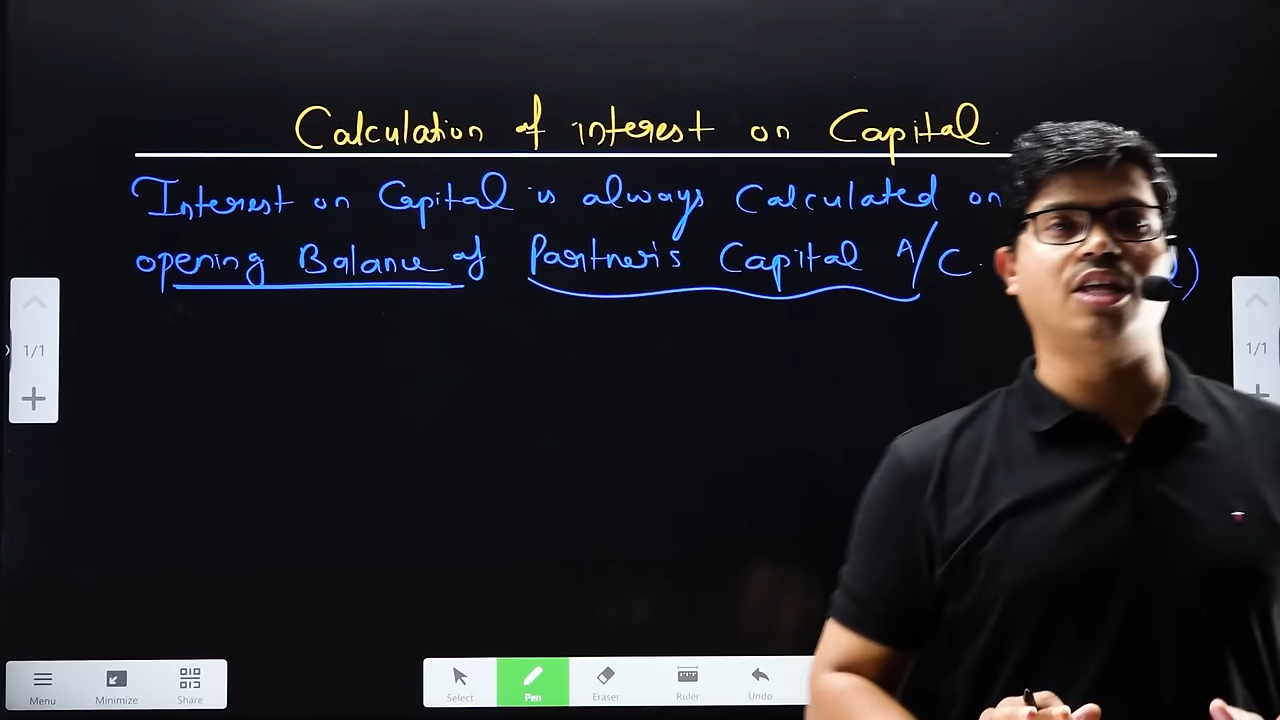 Calculation of interest on Capital
Interest on Capital is always Calculated on
opening Balance of Partner's Capital A/C.
1/1
1/1
Menu
Minimize
Share
Select
Pen
Eraser
Ruler
Undo